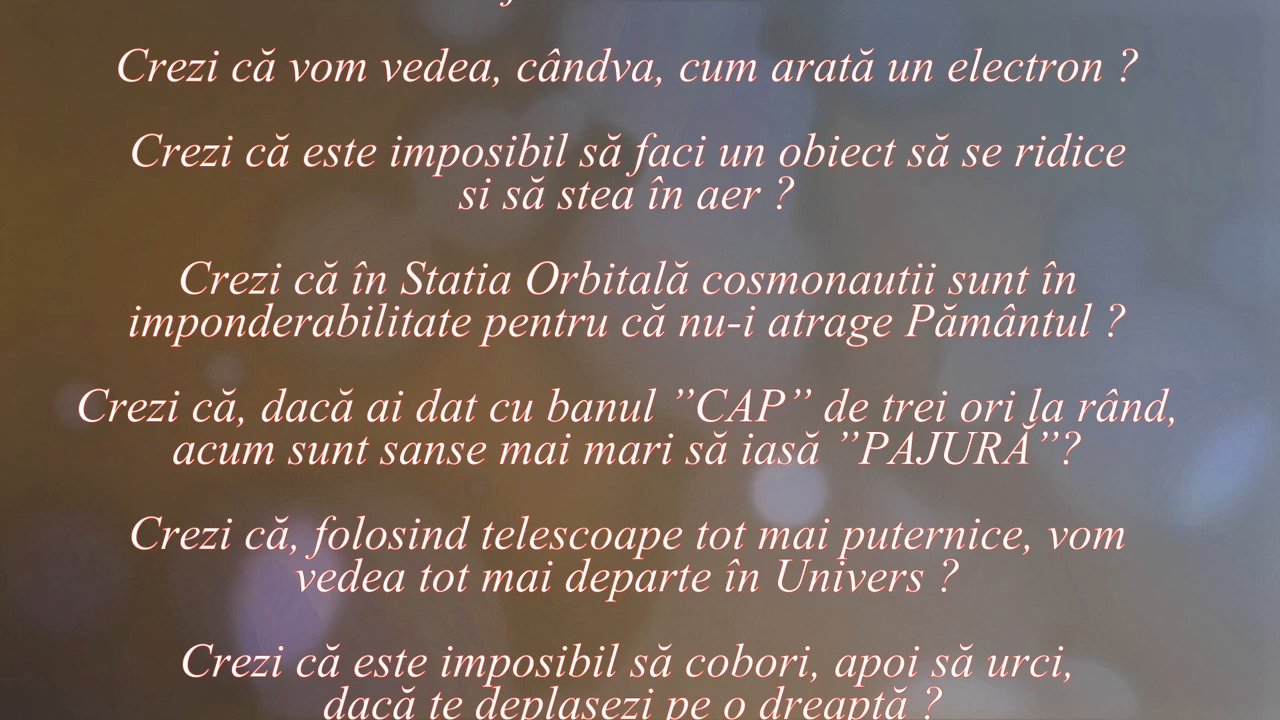 Crezi că vom vedea, cândva, cum arată un electron ?
Crezi că este imposibil să faci un obiect să se ridice
si să stea în aer ?
Crezi că în Statia Orbitală cosmonautii sunt în
imponderabilitate pentru că nu-i atrage Pământul ?
Crezi că, dacă ai dat cu banul ”CAP” de trei ori la rând,
acum sunt sanse mai mari să iasă ”PAJURĂ”?
Crezi că, folosind telescoape tot mai puternice, vom
vedea tot mai departe în Univers ?
Crezi că este imposibil să cobori, apoi să urci,
dacă te deplasezi pe o dreaptă ?